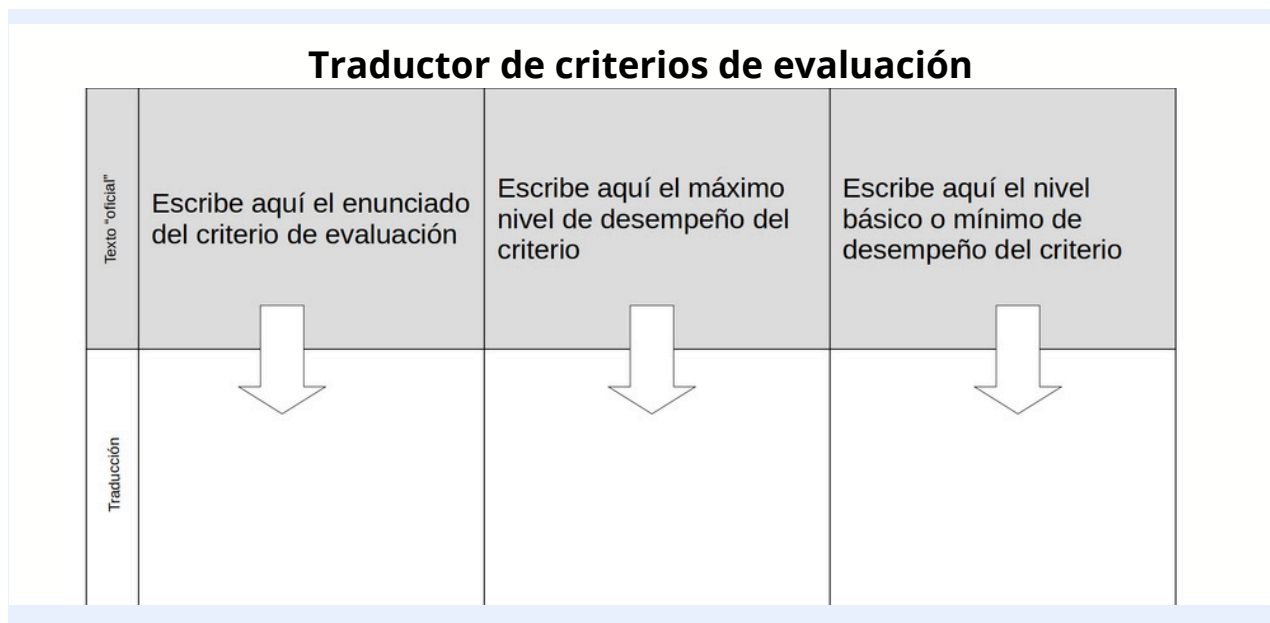 Traductor de criterios de evaluación
Texto "oficial"
Escribe aquí el enunciado
del criterio de evaluación
Escribe aquí el máximo
nivel de desempeño del
criterio
Escribe aquí el nivel
básico o mínimo de
desempeño del criterio
Traducción